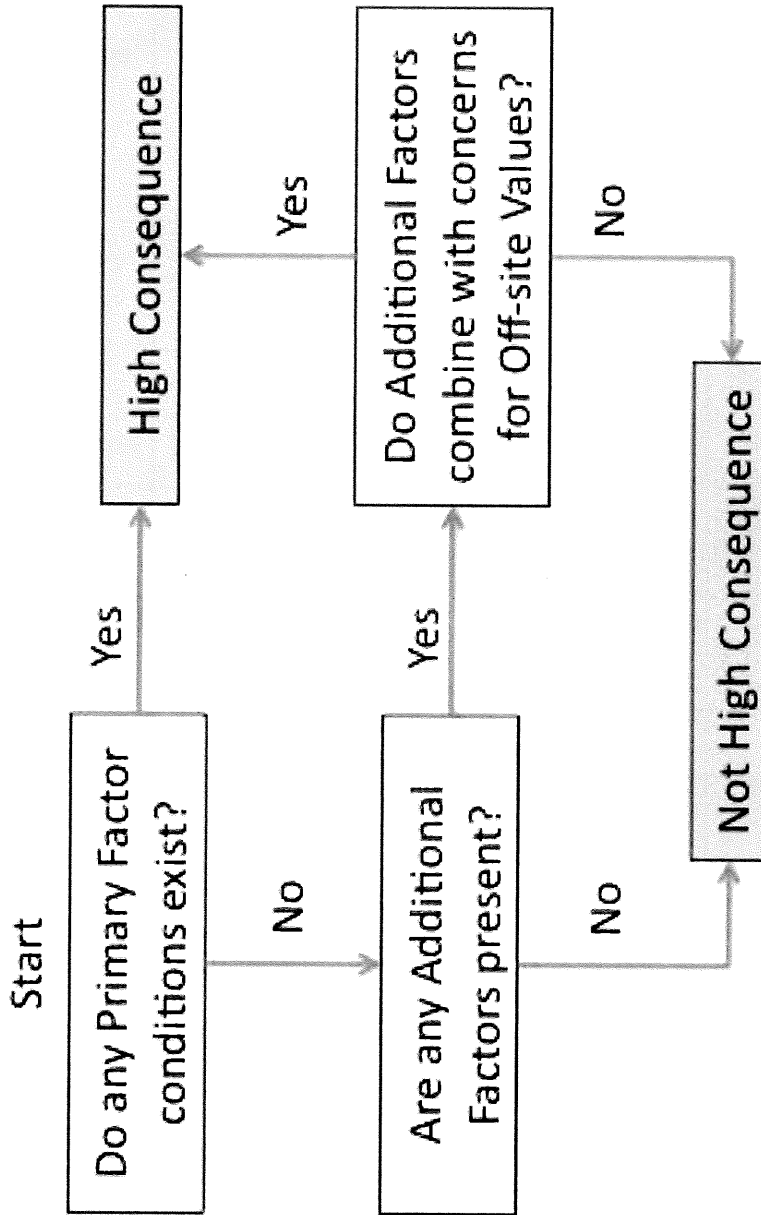 Start
Do any Primary Factor
conditions exist?
Yes
High Consequence
No
Yes
Are any Additional
Factors present?
Yes
Do Additional Factors
combine with concerns
for Off-site Values?
No
No
Not High Consequence